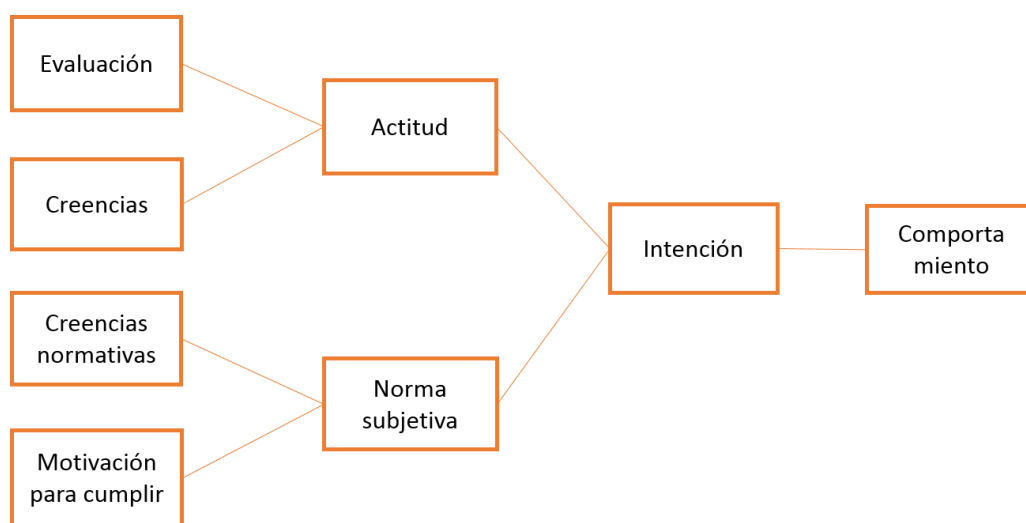 Evaluación
Creencias
Creencias
normativas
Motivación
para cumplir
Actitud
Norma
subjetiva
Intención
Comporta
miento